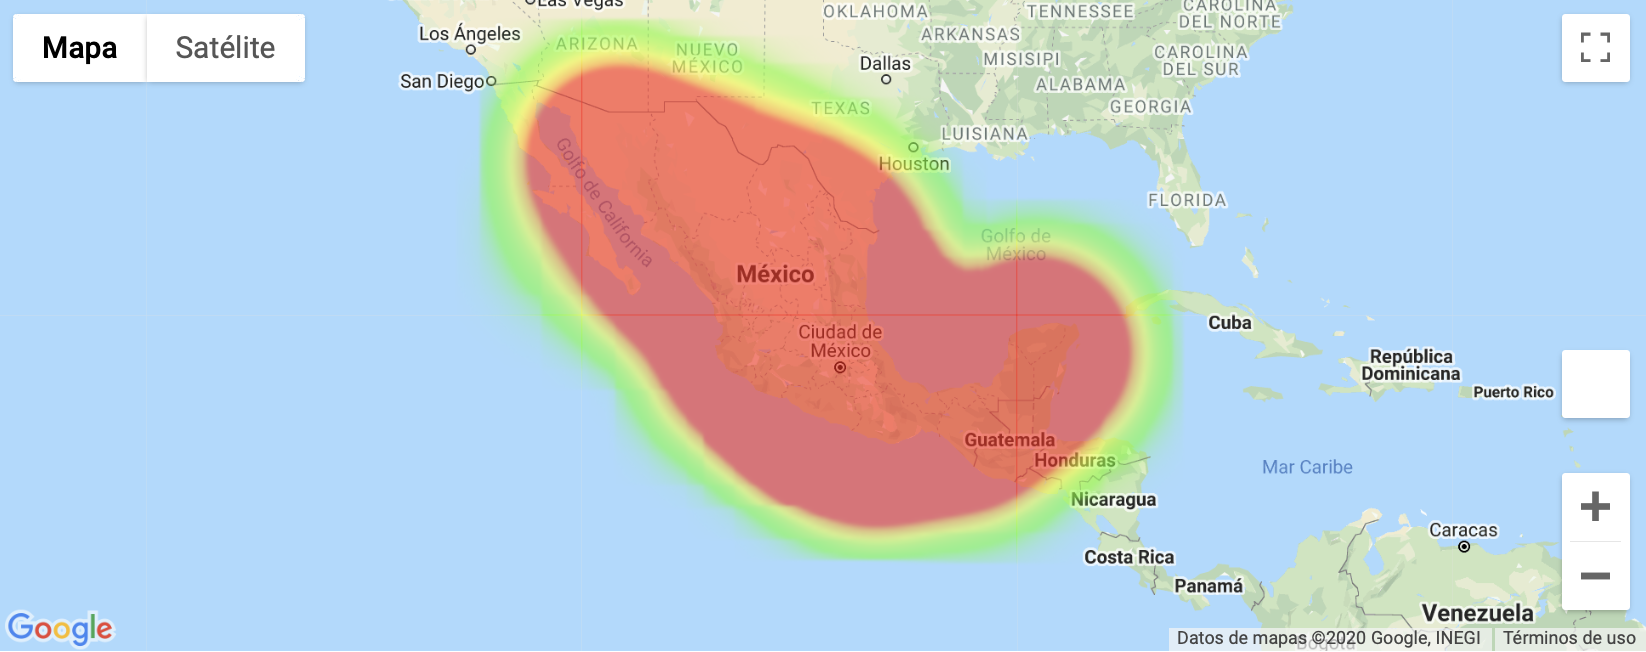 Mapa
Satélite
Las Vegas
Los Ángeles
San Diego
ARIZONA
NUEVO
MÉXICO
OKLAHOMA
TENNESSEE
CAROLINA
DEL NORTE
ARKANSAS
MISISIPI
CAROLINA
DEL SUR
Dallas
ALABAMA
TEXAS
GEORGIA
LUISIANA
Houston
FLORIDA
Golfo de California
Golfo de
México
México
Ciudad de
México
Cuba
República
Dominicana
Puerto Rico
Guatemala
Honduras
Mar Caribe
Nicaragua
Caracas
Costa Rica
Panamá
Venezuela
Google
Datos de mapas ©2020 Google, INEGI
Términos de uso
Bogotá